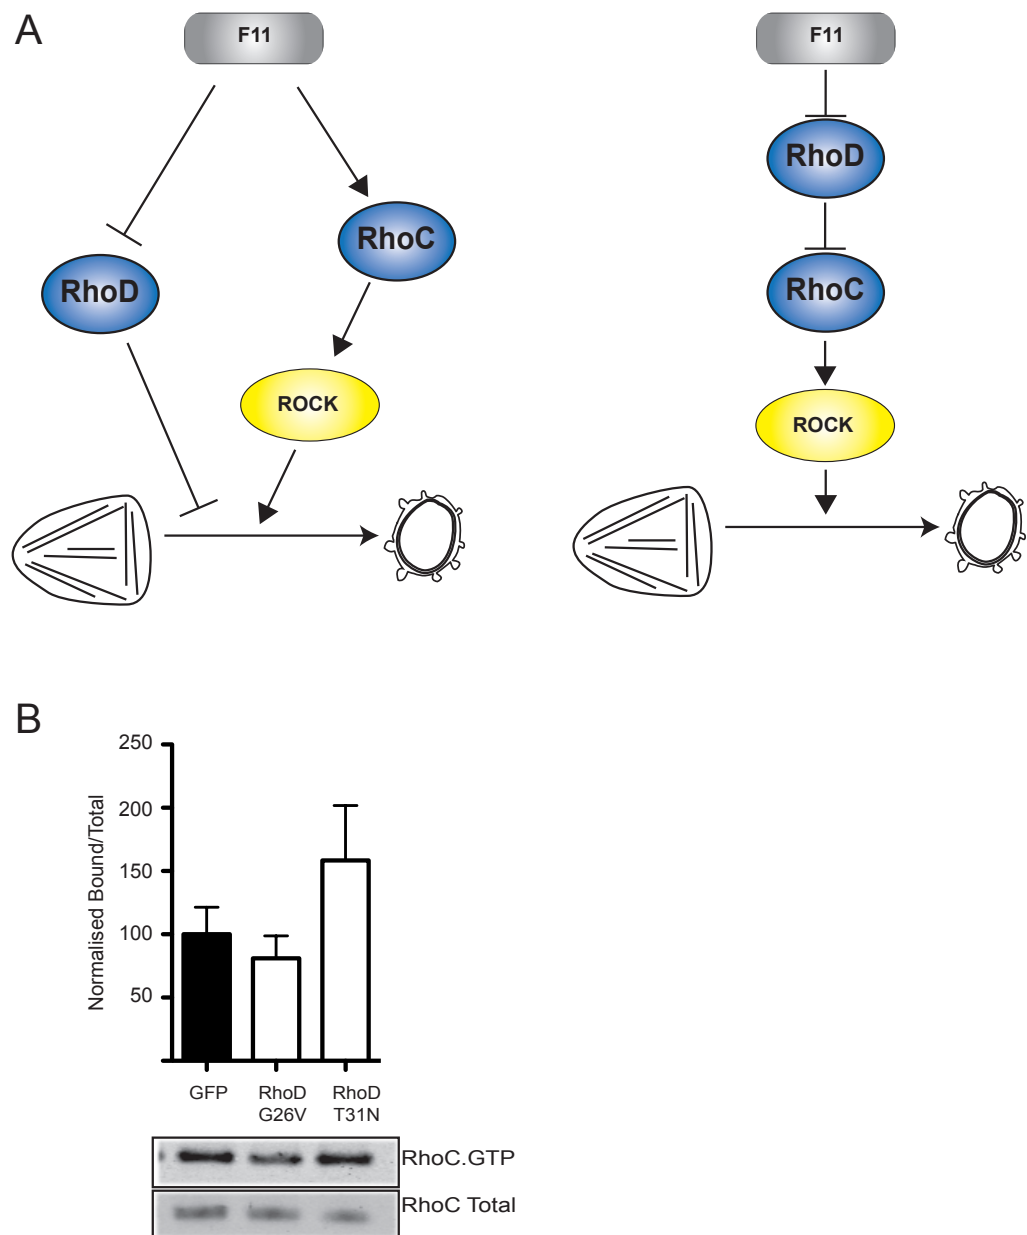 A
F11
F11
RhoD
RhoC
RhoD
RhoC
ROCK
ROCK
B
Normalised Bound/Total
250
200
150
100
50
GFP RhoD RhoD
G26V T31N
RhoC.GTP
RhoC Total